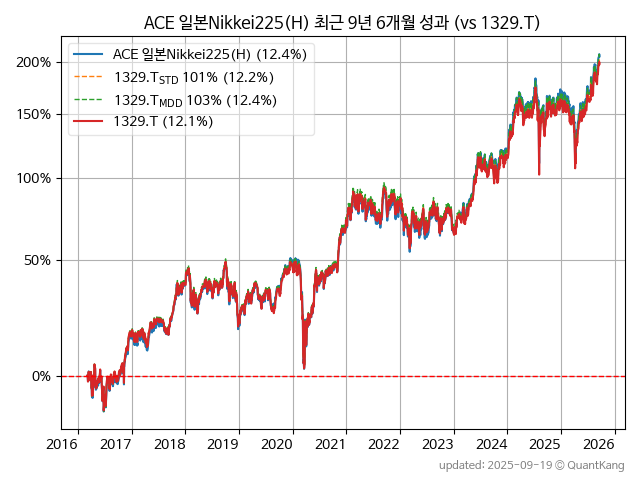 ACE 일본Nikkei225(H) 최근 9년 6개월 성과 (vs 1329.T)
ACE 일본Nikkei225(H) (12.4%)
1329.T_STD 101% (12.2%)
1329.T_MDD 103% (12.4%)
1329.T (12.1%)
200%
150%
100%
50%
0%
2016 2017 2018 2019 2020 2021 2022 2023 2024 2025 2026
updated: 2025-09-19 © QuantKang